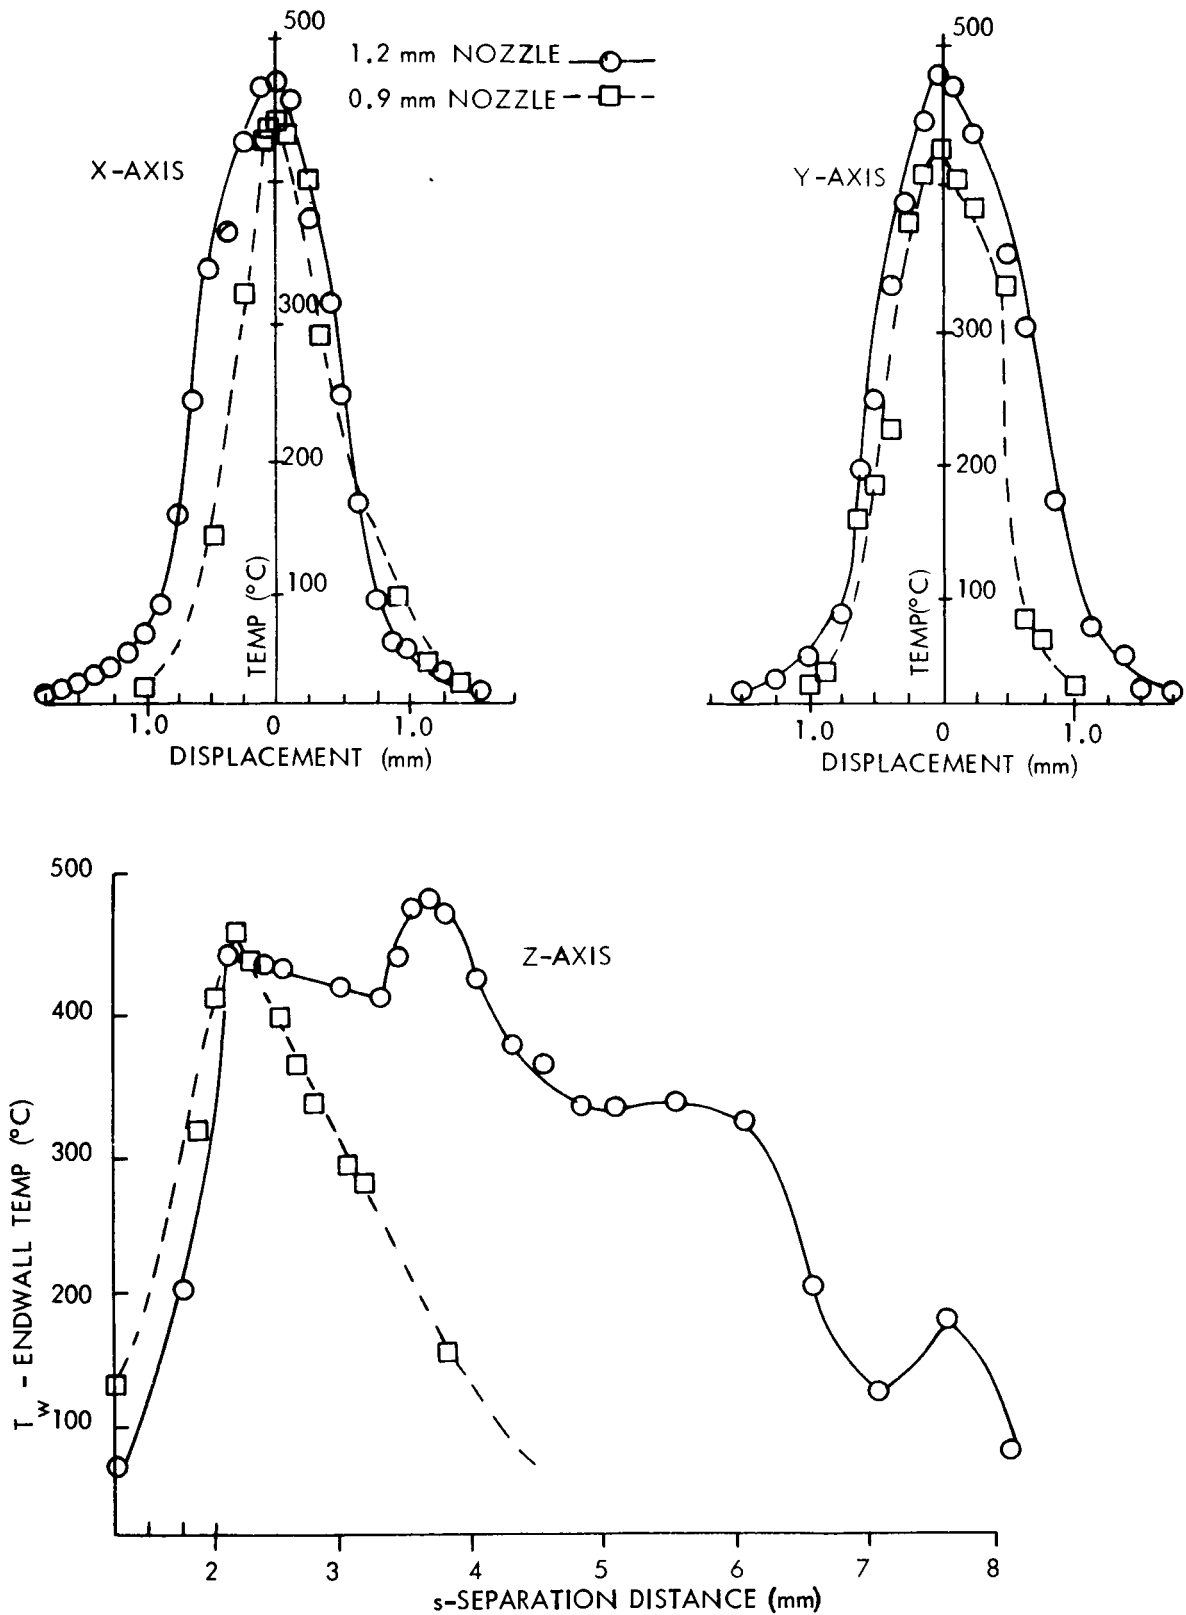 500
1.2 mm NOZZLE
0.9 mm NOZZLE
X-AXIS
300
200
100
TEMP (°C)
1.0 0 1.0
DISPLACEMENT (mm)
500
Y-AXIS
300
200
100
TEMP(°C)
1.0 0 1.0
DISPLACEMENT (mm)
500
400
300
200
100
Z-AXIS
Tw - ENDWALL TEMP (°C)
2 3 4 5 6 7 8
s-SEPARATION DISTANCE (mm)